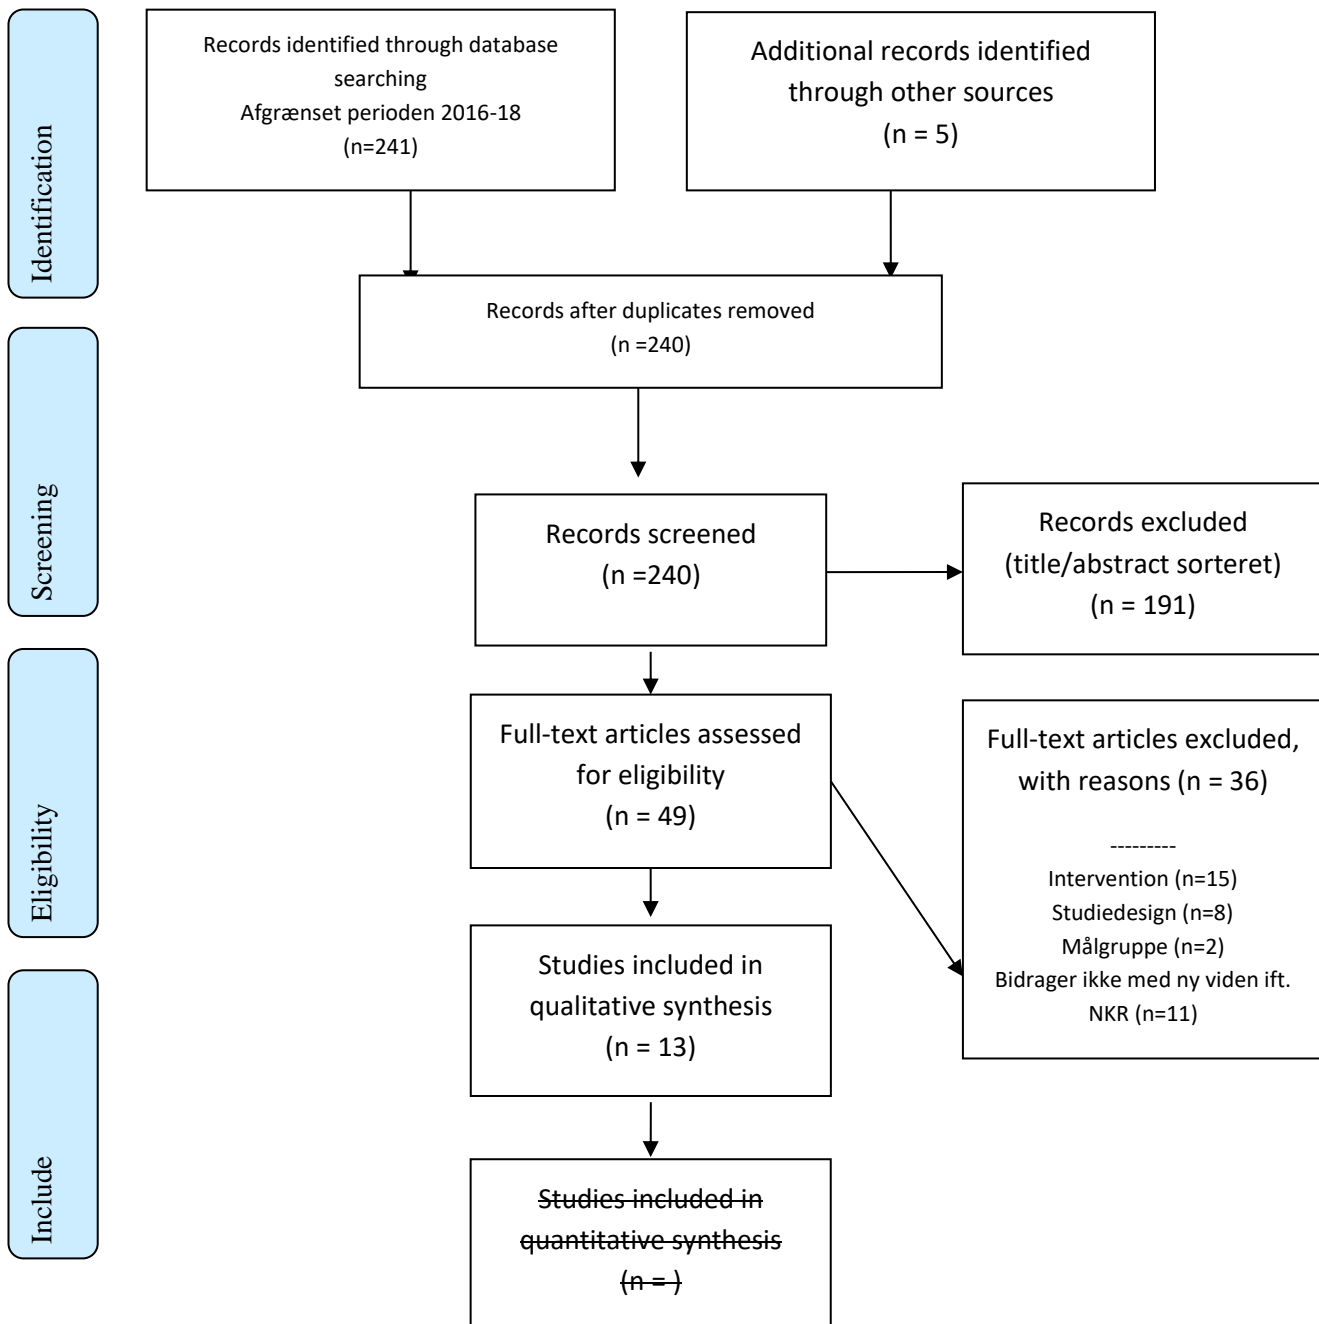 Identification
Records identified through database
searching
Afgrænset perioden 2016-18
(n=241)
Additional records identified
through other sources
(n = 5)
Records after duplicates removed
(n =240)
Screening
Records screened
(n =240)
Records excluded
(title/abstract sorteret)
(n = 191)
Eligibility
Full-text articles assessed
for eligibility
(n = 49)
Full-text articles excluded,
with reasons (n = 36)
---------
Intervention (n=15)
Studiedesign (n=8)
Målgruppe (n=2)
Bidrager ikke med ny viden ift.
NKR (n=11)
Studies included in
qualitative synthesis
(n = 13)
Include
Studies included in
quantitative synthesis
(n = )